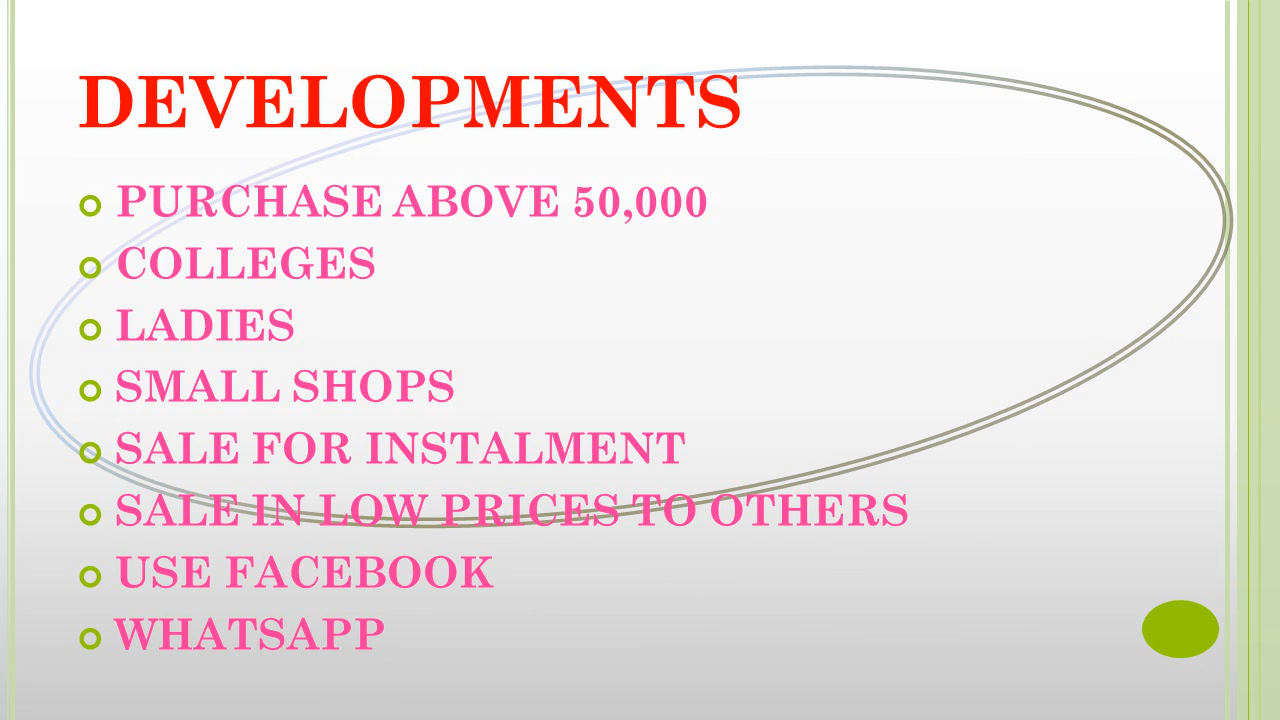 DEVELOPMENTS
PURCHASE ABOVE 50,000
COLLEGES
LADIES
SMALL SHOPS
SALE FOR INSTALMENT
SALE IN LOW PRICES TO OTHERS
USE FACEBOOK
WHATSAPP